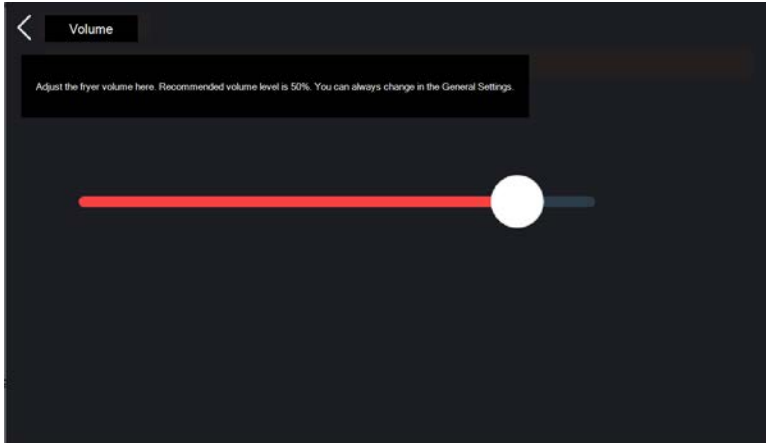 Volume
Adjust the fryer volume here. Recommended volume level is 50%. You can always change in the General Settings.